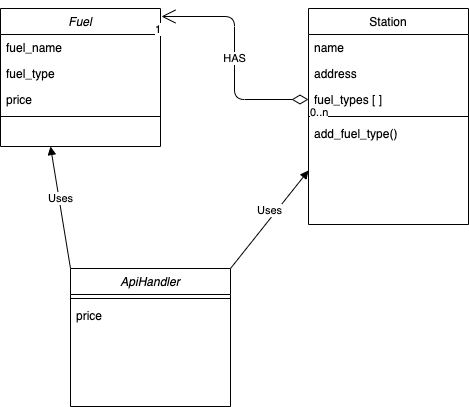 Fuel
fuel_name
fuel_type
price
1
HAS
Station
name
address
fuel_types [ ]
0..n
add_fuel_type()
Uses
Uses
ApiHandler
price